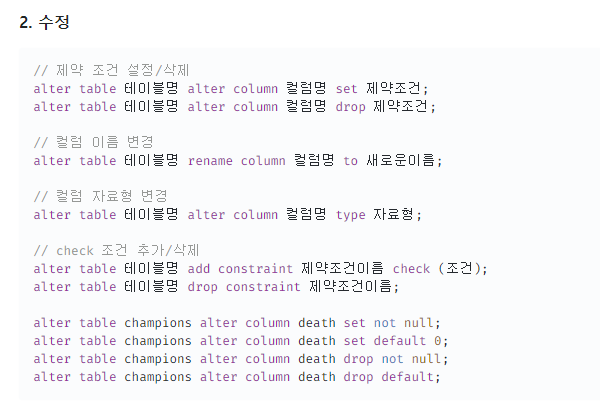 2. 수정
// 제약 조건 설정/삭제
alter table 테이블명 alter column 컬럼명 set 제약조건;
alter table 테이블명 alter column 컬럼명 drop 제약조건;
// 컬럼 이름 변경
alter table 테이블명 rename column 컬럼명 to 새로운이름;
// 컬럼 자료형 변경
alter table 테이블명 alter column 컬럼명 type 자료형;
// check 조건 추가/삭제
alter table 테이블명 add constraint 제약조건이름 check (조건);
alter table 테이블명 drop constraint 제약조건이름;
alter table champions alter column death set not null;
alter table champions alter column death set default 0;
alter table champions alter column death drop not null;
alter table champions alter column death drop default;